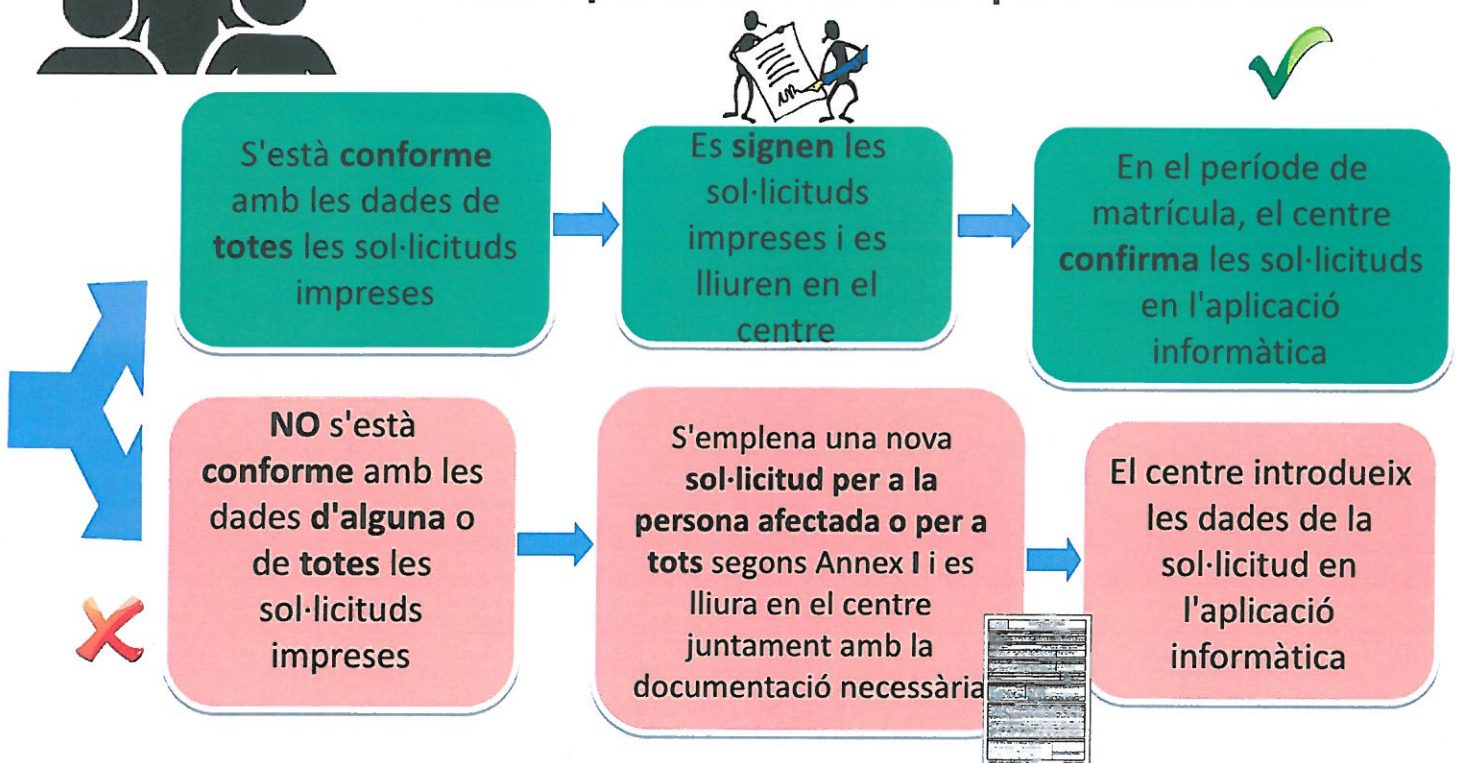 S'està conforme
amb les dades de
totes les sol·licituds
impreses
Es signen les
sol·licituds
impreses i es
lliuren en el
centre
En el període de
matrícula, el centre
confirma les sol·licituds
en l'aplicació
informàtica
NO s'està
conforme amb les
dades d'alguna o
de totes les
sol·licituds
impreses
S'emplena una nova
sol·licitud per a la
persona afectada o per a
tots segons Annex I i es
lliura en el centre
juntament amb la
documentació necessària
El centre introdueix
les dades de la
sol·licitud en
l'aplicació
informàtica